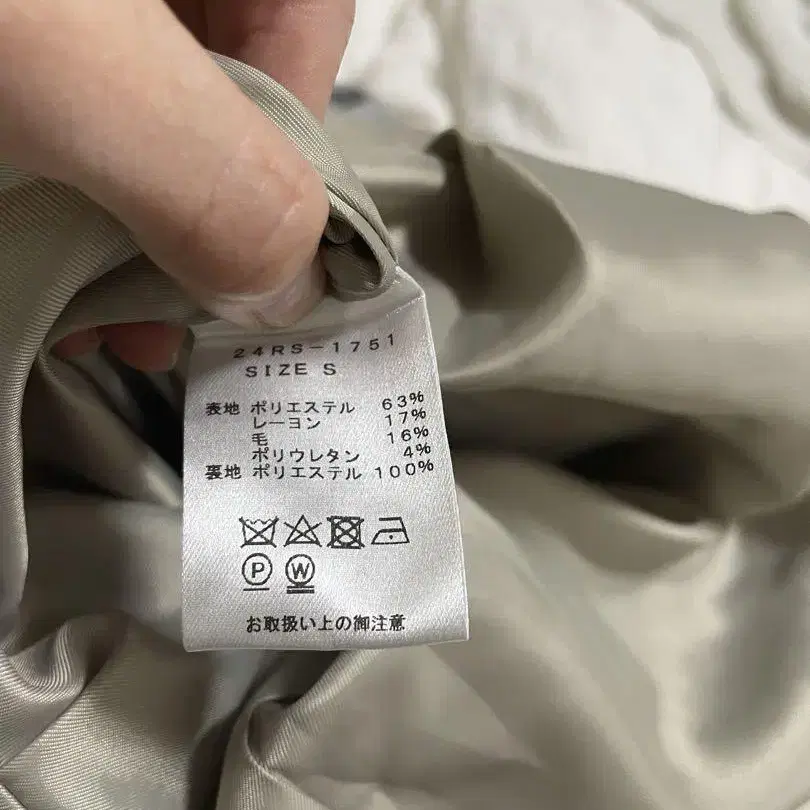 24RS-1751
SIZE S
表地 ポリエステル 63%
レーヨン 17%
毛 16%
ポリウレタン 4%
裏地 ポリエステル 100%
P W
お取扱い上の御注意